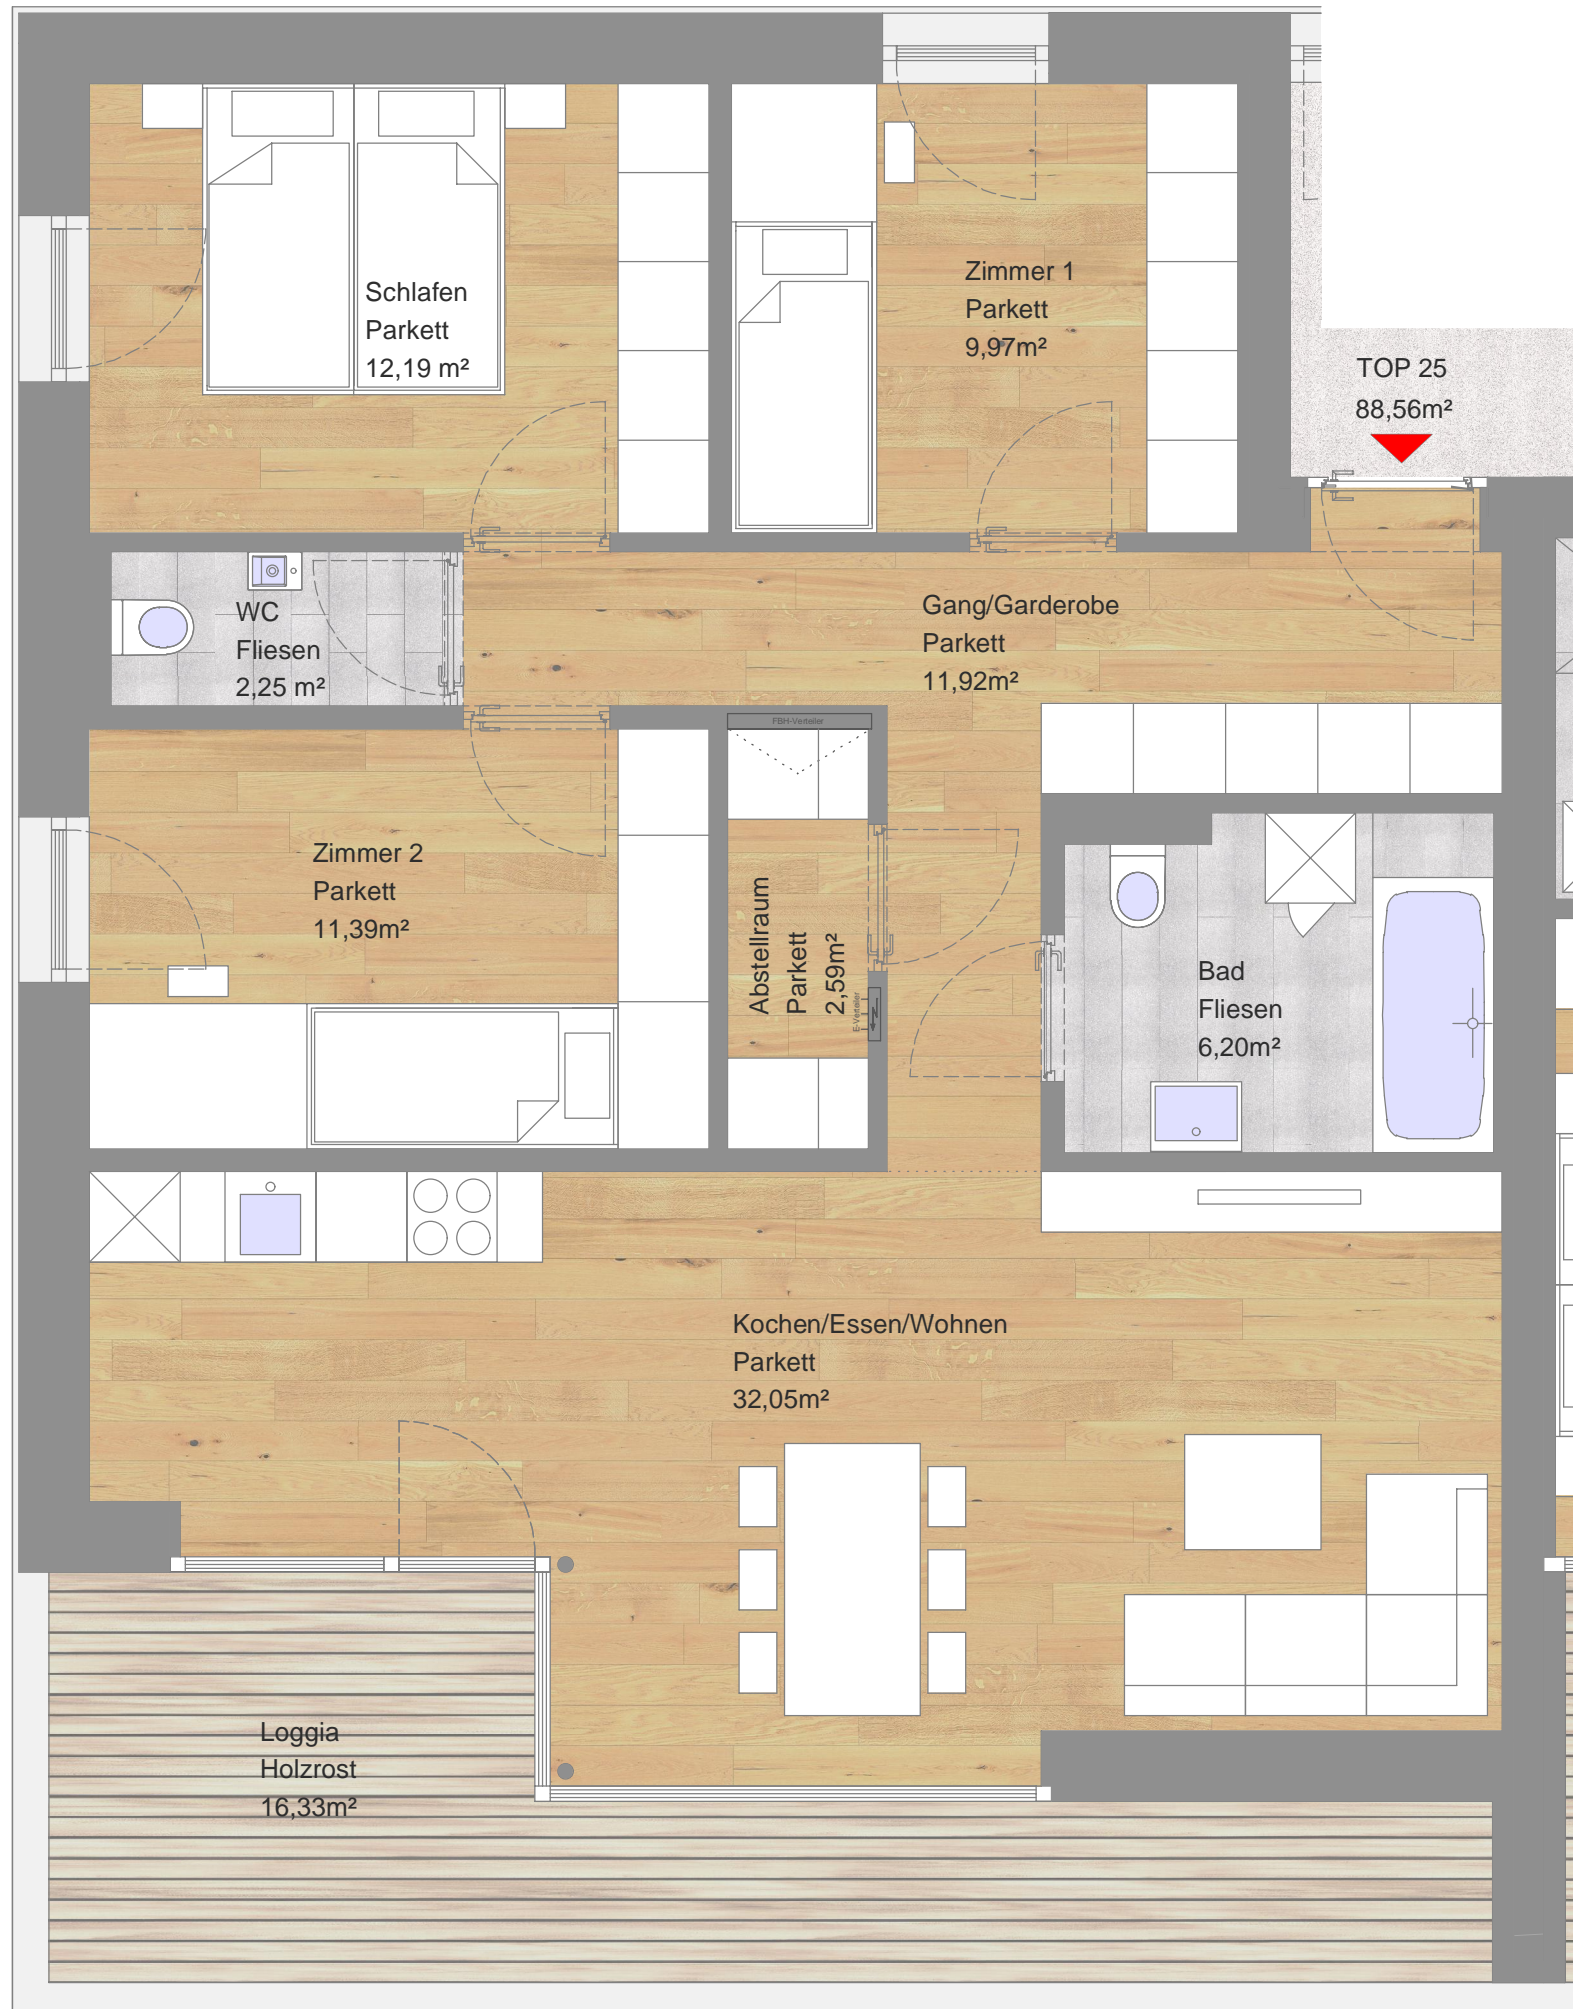 Schlafen
Parkett
12,19 m²
Zimmer 1
Parkett
9,97m²
TOP 25
88,56m²
WC
Fliesen
2,25 m²
Gang/Garderobe
Parkett
11,92m²
FBH-Verteiler
Zimmer 2
Parkett
11,39m²
Abstellraum
Parkett
2,59m²
E-Verteiler
Bad
Fliesen
6,20m²
Kochen/Essen/Wohnen
Parkett
32,05m²
Loggia
Holzrost
16,33m²